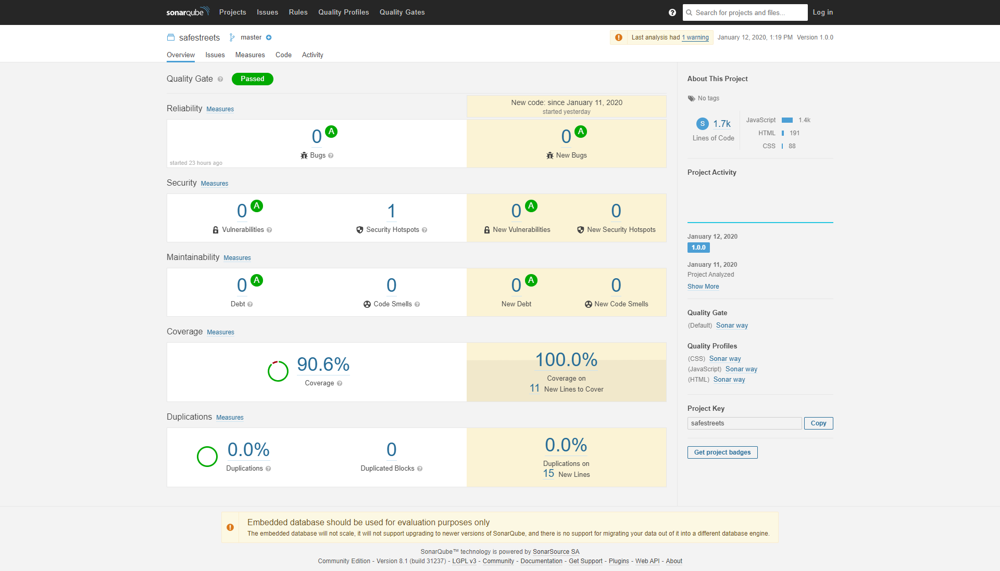 sonarqube Projects Issues Rules Quality Profiles Quality Gates ? Search for projects and files... Log in
safestreets master Last analysis had 1 warning January 12, 2020, 1:19 PM Version 1.0.0
Overview Issues Measures Code Activity
Quality Gate ? Passed
New code: since January 11, 2020
started yesterday
Reliability Measures
0 A
Bugs ?
started 23 hours ago
0 A
New Bugs
Security Measures
0 A
Vulnerabilities ?
1
Security Hotspots ?
0 A
New Vulnerabilities
0
New Security Hotspots
Maintainability Measures
0 A
Debt ?
0
Code Smells ?
0 A
New Debt
0
New Code Smells
Coverage Measures
90.6%
Coverage ?
100.0%
Coverage on
11 New Lines to Cover
Duplications Measures
0.0%
Duplications ?
0
Duplicated Blocks ?
0.0%
Duplications on
15 New Lines
About This Project
No tags
S 1.7k
Lines of Code
JavaScript 1.4k
HTML 191
CSS 88
Project Activity
January 12, 2020
1.0.0
January 11, 2020
Project Analyzed
Show More
Quality Gate
(Default) Sonar way
Quality Profiles
(CSS) Sonar way
(JavaScript) Sonar way
(HTML) Sonar way
Project Key
safestreets Copy
Get project badges
Embedded database should be used for evaluation purposes only
The embedded database will not scale, it will not support upgrading to newer versions of SonarQube, and there is no support for migrating your data out of it into a different database engine.
SonarQube™ technology is powered by SonarSource SA
Community Edition - Version 8.1 (build 31237) - LGPL v3 - Community - Documentation - Get Support - Plugins - Web API - About